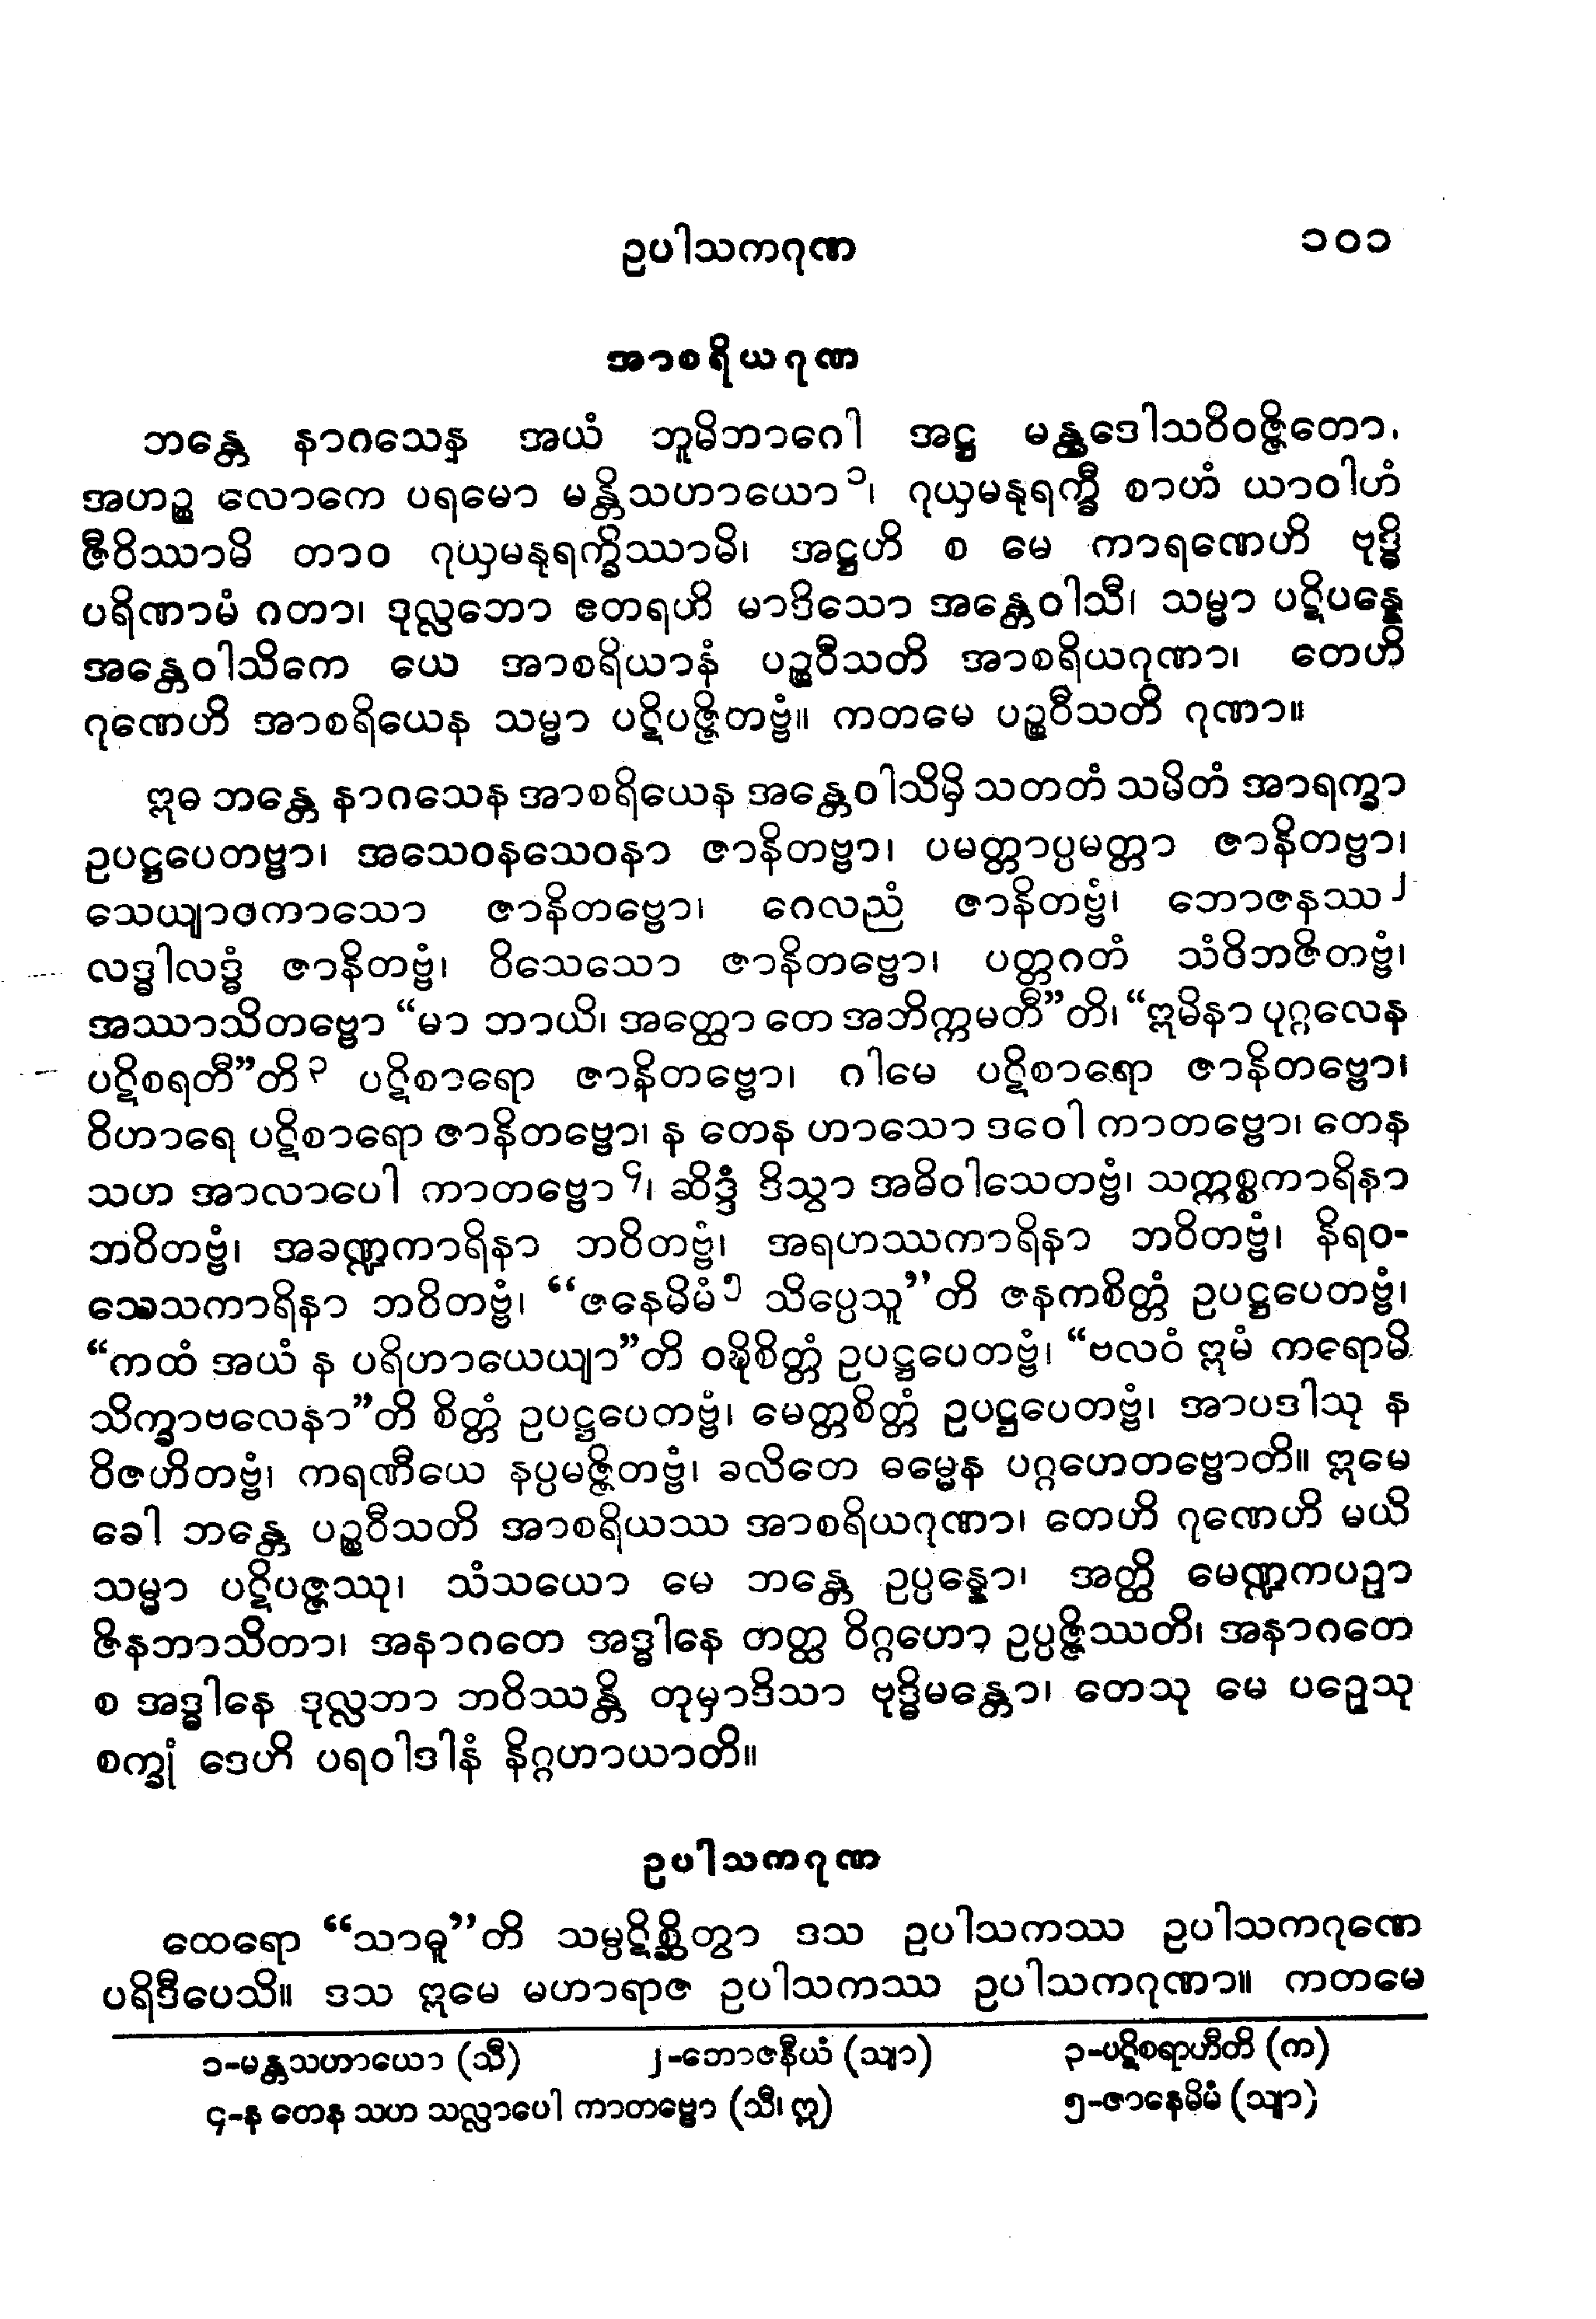 ဥပါသကဂုဏ ၁၀၁
အာစရိယဂုဏ
ဘန္တေ နာဂသေန အယံ ဘူမိဘာဂေါ အဋ္ဌ မန္တဒေါသဝိဝဇ္ဇိတော၊
အဟဉ္စ လောကေ ပရမော မန္တိသဟာယော၁၊ ဂုယှမနုရက္ခီ စာဟံ ယာဝါဟံ
ဇီဝိဿာမိ တာဝ ဂုယှမနုရက္ခိဿာမိ၊ အဋ္ဌဟိ စ မေ ကာရဏေဟိ ဗုဒ္ဓိ
ပရိဏာမံ ဂတာ၊ ဒုလ္လဘော ဧတရဟိ မာဒိသော အန္တေဝါသီ၊ သမ္မာ ပဋိပန္နေ
အန္တေဝါသိကေ ယေ အာစရိယာနံ ပဉ္စဝီသတိ အာစရိယဂုဏာ၊ တေဟိ
ဂုဏေဟိ အာစရိယေန သမ္မာ ပဋိပဇ္ဇိတဗ္ဗံ။ ကတမေ ပဉ္စဝီသတိ ဂုဏာ။
ဣဓ ဘန္တေ နာဂသေန အာစရိယေန အန္တေဝါသိမှိ သတတံ သမိတံ အာရက္ခာ
ဥပဋ္ဌပေတဗ္ဗာ၊ အသေဝနသေဝနာ ဇာနိတဗ္ဗာ၊ ပမတ္တာပ္ပမတ္တာ ဇာနိတဗ္ဗာ၊
သေယျာဝကာသော ဇာနိတဗ္ဗော၊ ဂေလညံ ဇာနိတဗ္ဗံ၊ ဘောဇနဿ၂
လဒ္ဓါလဒ္ဓံ ဇာနိတဗ္ဗံ၊ ဝိသေသော ဇာနိတဗ္ဗော၊ ပတ္တဂတံ သံဝိဘဇိတဗ္ဗံ၊
အဿာသိတဗ္ဗော “မာ ဘာယိ၊ အတ္ထော တေ အဘိက္ကမတီ”တိ၊ “ဣမိနာ ပုဂ္ဂလေန
ပဋိစရတီ”တိ၃ ပဋိစာရော ဇာနိတဗ္ဗော၊ ဂါမေ ပဋိစာရော ဇာနိတဗ္ဗော၊
ဝိဟာရေ ပဋိစာရော ဇာနိတဗ္ဗော၊ န တေန ဟာသော ဒဝေါ ကာတဗ္ဗော၊ တေန
သဟ အာလာပေါ ကာတဗ္ဗော၄၊ ဆိဒ္ဒံ ဒိသွာ အဓိဝါသေတဗ္ဗံ၊ သက္ကစ္စကာရိနာ
ဘဝိတဗ္ဗံ၊ အခဏ္ဍကာရိနာ ဘဝိတဗ္ဗံ၊ အရဟဿကာရိနာ ဘဝိတဗ္ဗံ၊ နိရဝ-
သေသကာရိနာ ဘဝိတဗ္ဗံ၊ “ဇနေမိမံ၅ သိပ္ပေသူ”တိ ဇနကစိတ္တံ ဥပဋ္ဌပေတဗ္ဗံ၊
“ကထံ အယံ န ပရိဟာယေယျာ”တိ ဝဍ္ဎိစိတ္တံ ဥပဋ္ဌပေတဗ္ဗံ၊ “ဗလဝံ ဣမံ ကရောမိ
သိက္ခာဗလေနာ”တိ စိတ္တံ ဥပဋ္ဌပေတဗ္ဗံ၊ မေတ္တစိတ္တံ ဥပဋ္ဌပေတဗ္ဗံ၊ အာပဒါသု န
ဝိဇဟိတဗ္ဗံ၊ ကရဏီယေ နပ္ပမဇ္ဇိတဗ္ဗံ၊ ခလိတေ ဓမ္မေန ပဂ္ဂဟေတဗ္ဗောတိ။ ဣမေ
ခေါ ဘန္တေ ပဉ္စဝီသတိ အာစရိယဿ အာစရိယဂုဏာ၊ တေဟိ ဂုဏေဟိ မယိ
သမ္မာ ပဋိပဇ္ဇဿု၊ သံသယော မေ ဘန္တေ ဥပ္ပန္နော၊ အတ္ထိ မေဏ္ဍကပဉှာ
ဇိနဘာသိတာ၊ အနာဂတေ အဒ္ဓါနေ တတ္ထ ဝိဂ္ဂဟော ဥပ္ပဇ္ဇိဿတိ၊ အနာဂတေ
စ အဒ္ဓါနေ ဒုလ္လဘာ ဘဝိဿန္တိ တုမှာဒိသာ ဗုဒ္ဓိမန္တော၊ တေသု မေ ပဉှေသု
စက္ခုံ ဒေဟိ ပရဝါဒါနံ နိဂ္ဂဟာယာတိ။
ဥပါသကဂုဏ
ထေရော “သာဓူ”တိ သမ္ပဋိစ္ဆိတွာ ဒသ ဥပါသကဿ ဥပါသကဂုဏေ
ပရိဒီပေသိ။ ဒသ ဣမေ မဟာရာဇ ဥပါသကဿ ဥပါသကဂုဏာ။ ကတမေ
၁-မန္တသဟာယော (သီ) ၂-ဘောဇနီယံ (သျာ) ၃-ပဋိစရာဟီတိ (က)
၄-န တေန သဟ သလ္လာပေါ ကာတဗ္ဗော (သီ၊ ဣ) ၅-ဇာနေမိမံ (သျာ)